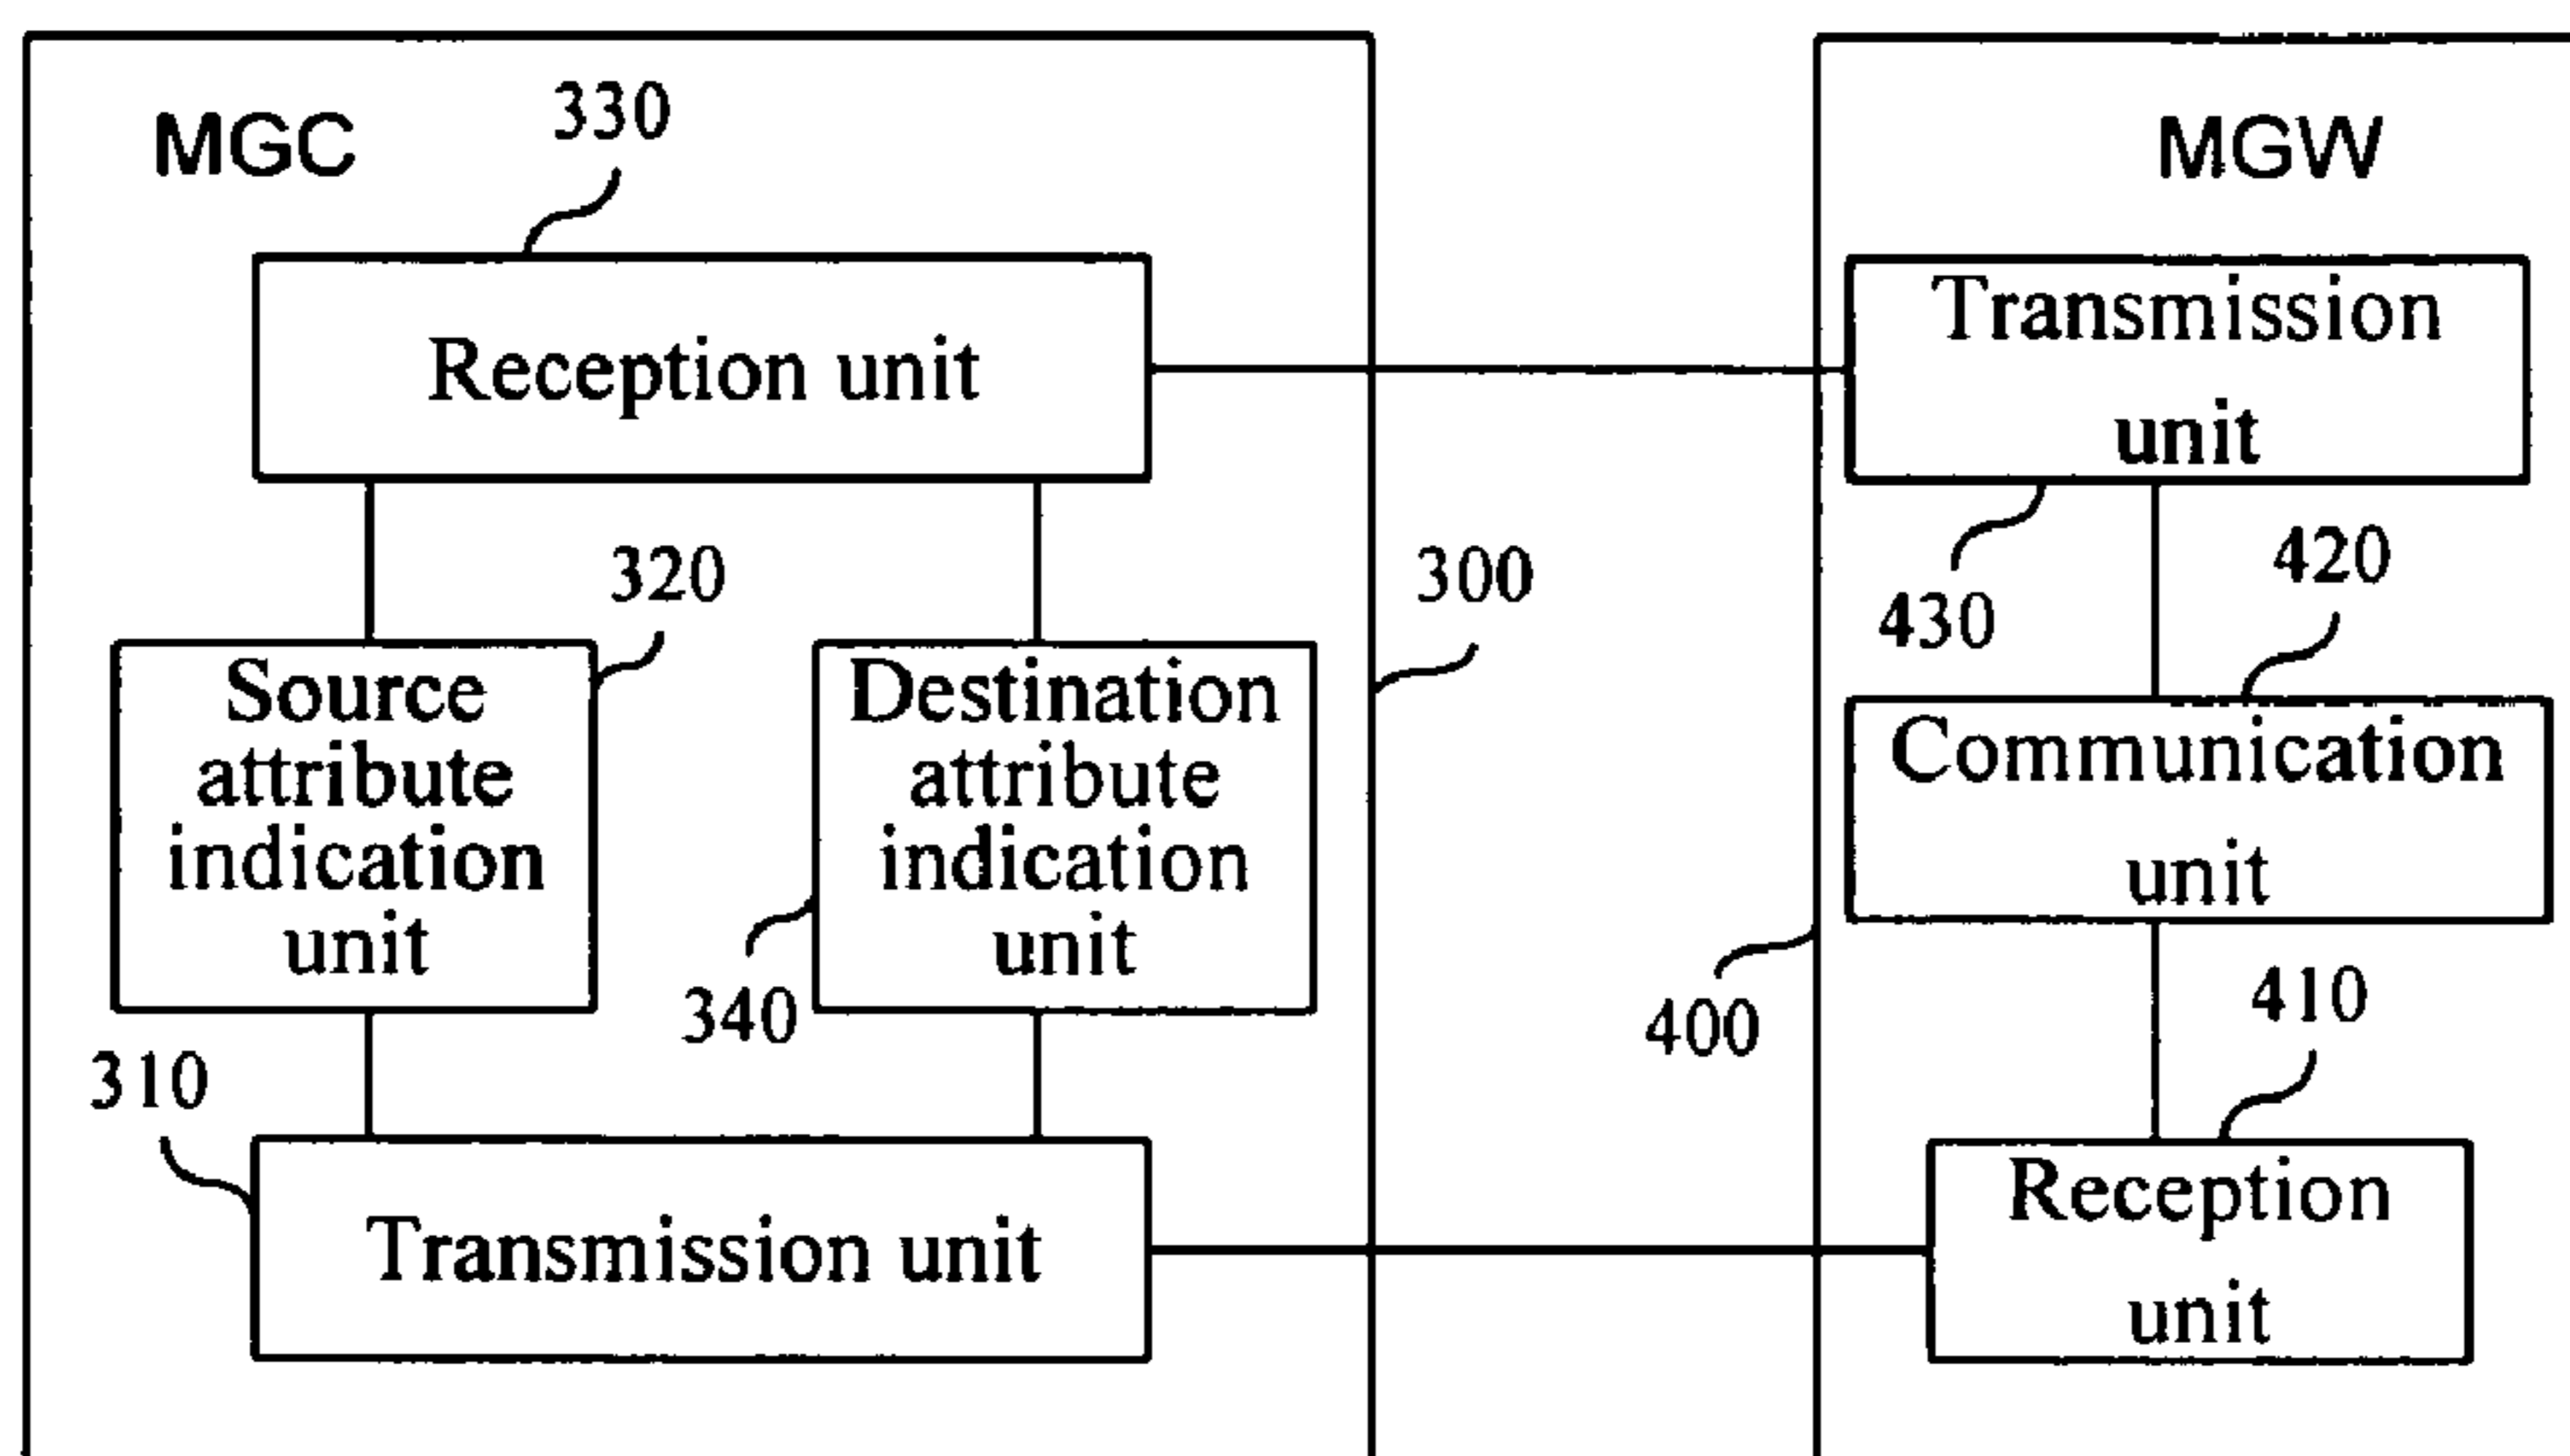 MGC
330
Reception unit
320
300
Source
attribute
indication
unit
Destination
attribute
indication
unit
340
310
Transmission unit
MGW
Transmission
unit
430
420
Communication
unit
400
410
Reception
unit